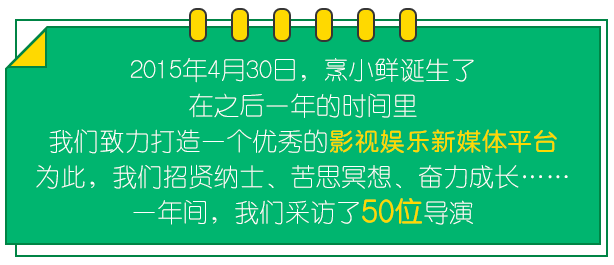 2015年4月30日，烹小鲜诞生了
在之后一年的时间里
我们致力打造一个优秀的影视娱乐新媒体平台
为此，我们招贤纳士、苦思冥想、奋力成长……
一年间，我们采访了50位导演